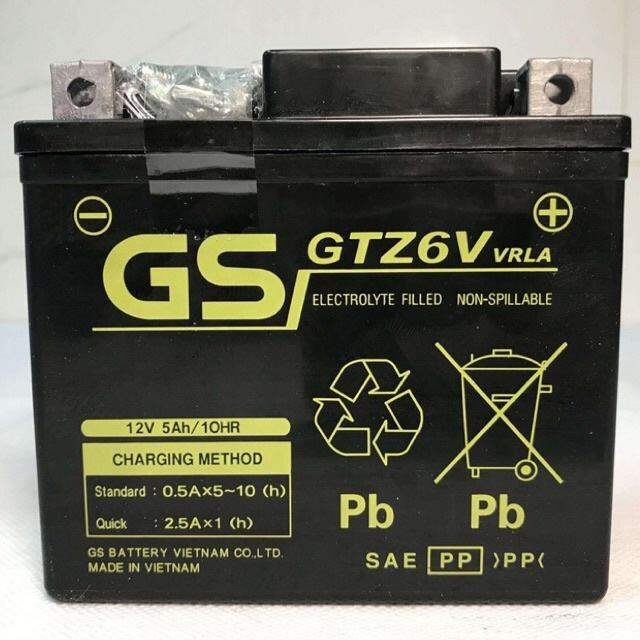 GS
GTZ6V VRLA
ELECTROLYTE FILLED NON-SPILLABLE
12V 5Ah/10HR
CHARGING METHOD
Standard : 0.5A×5~10 (h)
Quick : 2.5A×1 (h)
GS BATTERY VIETNAM CO.,LTD.
MADE IN VIETNAM
Pb Pb
SAE PP >PP<